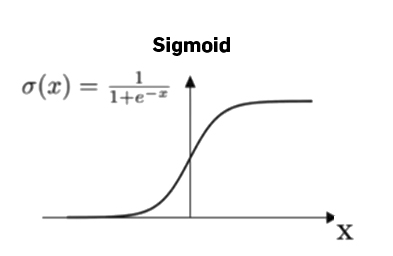 Sigmoid
σ(x) = 1/(1+e^{-x})
X